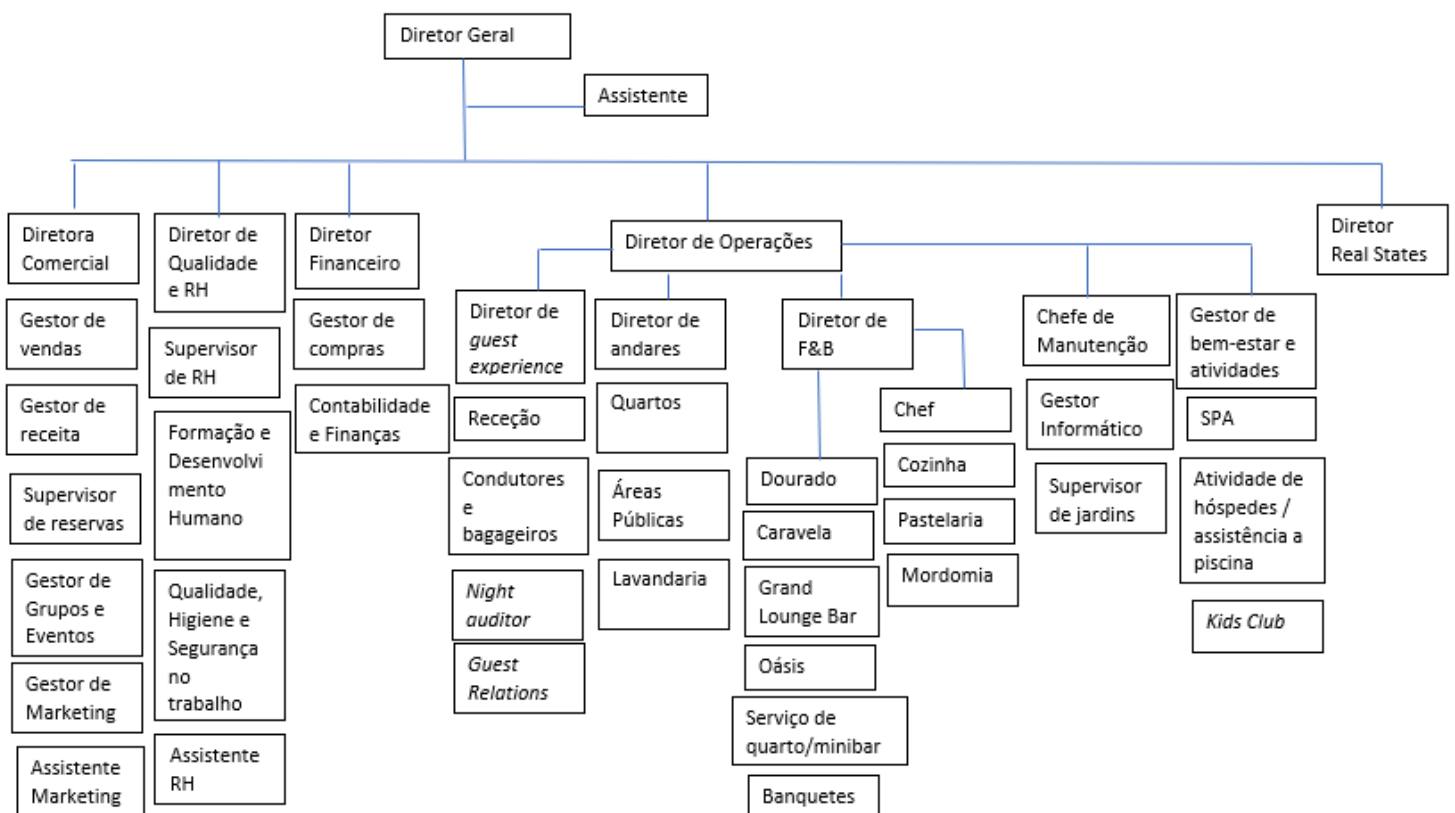 Diretor Geral
Assistente
Diretora
Comercial
Gestor de
vendas
Gestor de
receita
Supervisor
de reservas
Gestor de
Grupos e
Eventos
Gestor de
Marketing
Assistente
Marketing
Diretor de
Qualidade
e RH
Supervisor
de RH
Formação e
Desenvolvi
mento
Humano
Qualidade,
Higiene e
Segurança
no
trabalho
Assistente
RH
Diretor
Financeiro
Gestor de
compras
Contabilidade
e Finanças
Diretor de Operações
Diretor de
guest
experience
Receção
Condutores
e
bagageiros
Night
auditor
Guest
Relations
Diretor de
andares
Quartos
Áreas
Públicas
Lavandaria
Diretor de
F&B
Dourado
Caravela
Grand
Lounge Bar
Oásis
Serviço de
quarto/minibar
Banquetes
Chef
Cozinha
Pastelaria
Mordomia
Chefe de
Manutenção
Gestor
Informático
Supervisor
de jardins
Gestor de
bem-estar e
atividades
SPA
Atividade de
hóspedes /
assistência a
piscina
Kids Club
Diretor
Real States